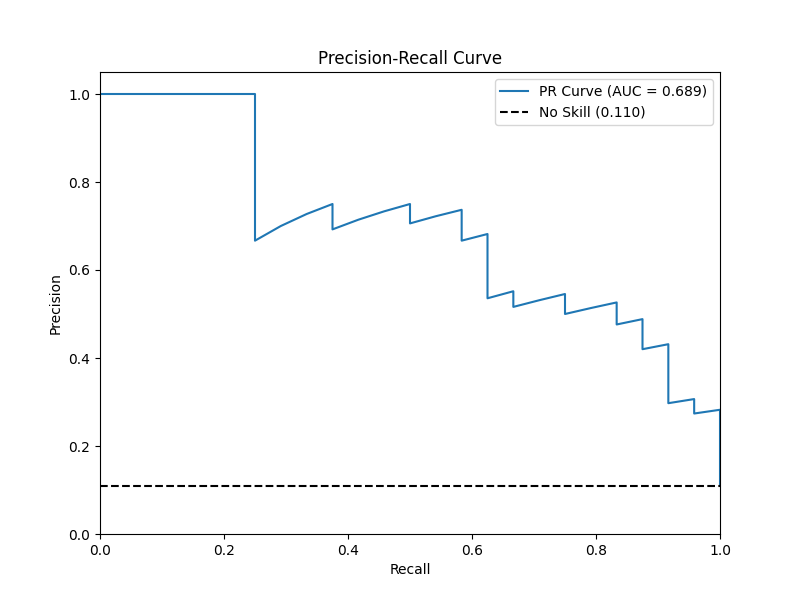 Precision-Recall Curve
PR Curve (AUC = 0.689)
No Skill (0.110)
Precision
1.0
0.8
0.6
0.4
0.2
0.0
0.0 0.2 0.4 0.6 0.8 1.0
Recall